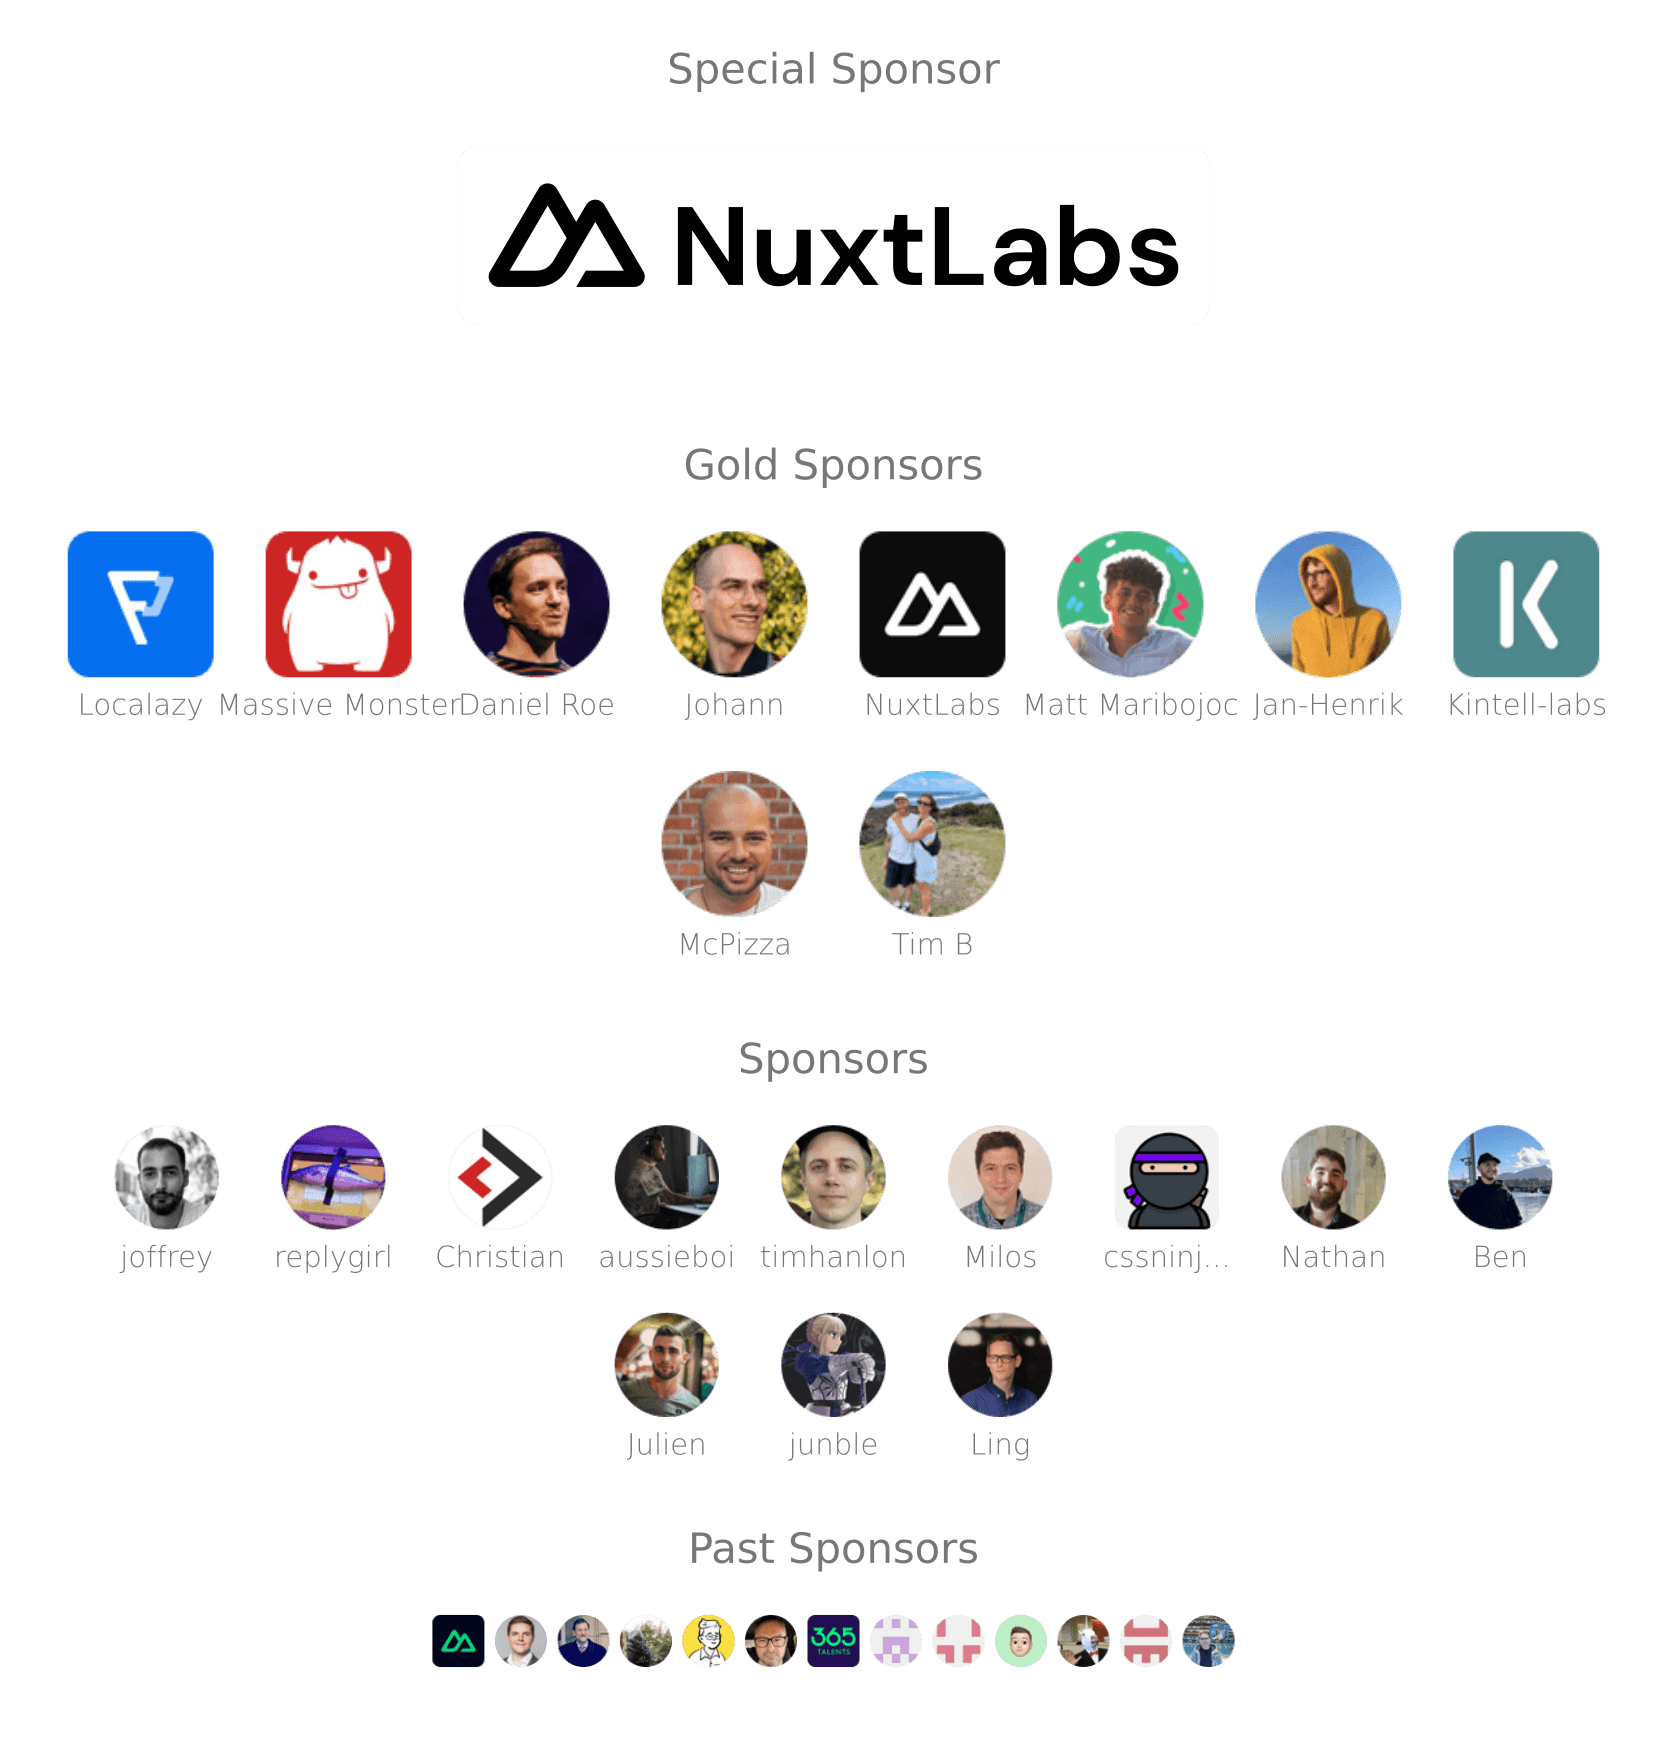 Special Sponsor
NuxtLabs
Gold Sponsors
Localazy Massive Monster Daniel Roe Johann NuxtLabs Matt Maribojoc Jan-Henrik Kintell-labs
McPizza Tim B
Sponsors
joffrey replygirl Christian aussieboi timhanlon Milos cssninj... Nathan Ben
Julien junble Ling
Past Sponsors
365
TALENTS